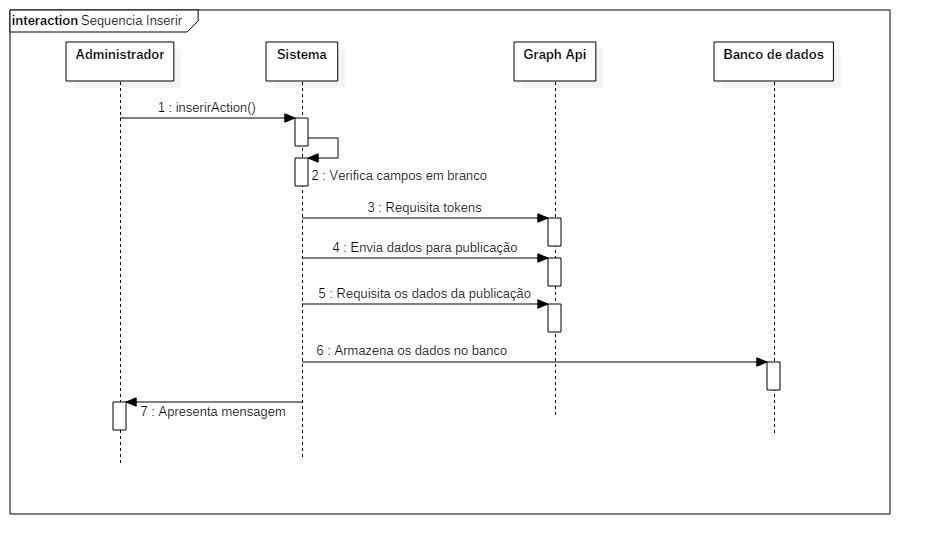 interaction Sequencia Inserir
Administrador
Sistema
Graph Api
Banco de dados
1 : inserirAction()
2 : Verifica campos em branco
3 : Requisita tokens
4 : Envia dados para publicação
5 : Requisita os dados da publicação
6 : Armazena os dados no banco
7 : Apresenta mensagem